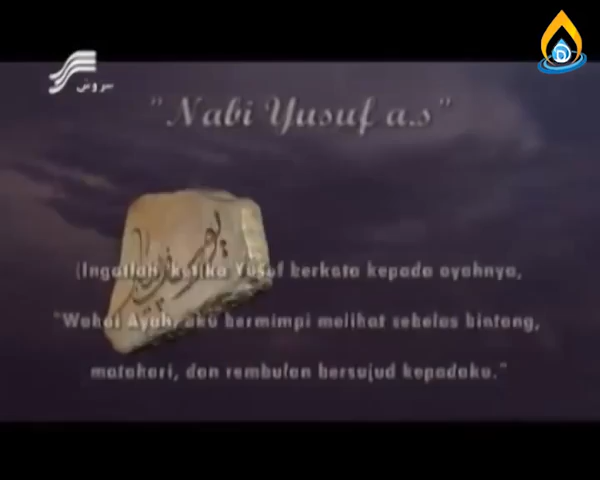 سروش
D
"Nabi Yusuf a.s"
(Ingatlah) ketika Yusuf berkata kepada ayahnya,
"Wahai Ayah, aku bermimpi melihat sebelas bintang,
matahari, dan rembulan bersujud kepadaku."